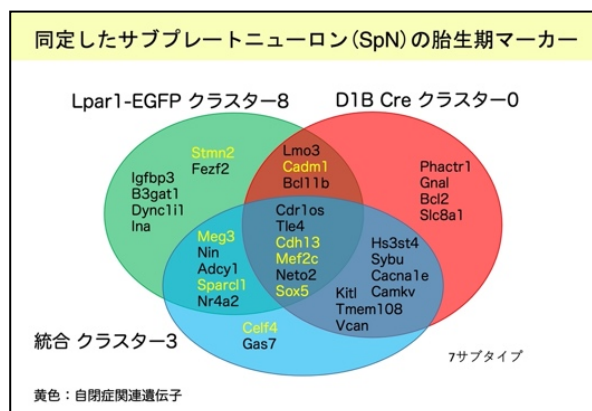 同定したサブプレートニューロン(SpN)の胎生期マーカー
Lpar1-EGFP クラスター8
D1B Cre クラスター0
Stmn2
Fezf2
Igfbp3
B3gat1
Dync1i1
Ina
Lmo3
Cadm1
Bcl11b
Phactr1
Gnal
Bcl2
Slc8a1
Cdr1os
Tle4
Cdh13
Mef2c
Neto2
Sox5
Meg3
Nin
Adcy1
Sparcl1
Nr4a2
Hs3st4
Sybu
Cacna1e
Camkv
Kitl
Tmem108
Vcan
Celf4
Gas7
統合 クラスター3
7サブタイプ
黄色:自閉症関連遺伝子